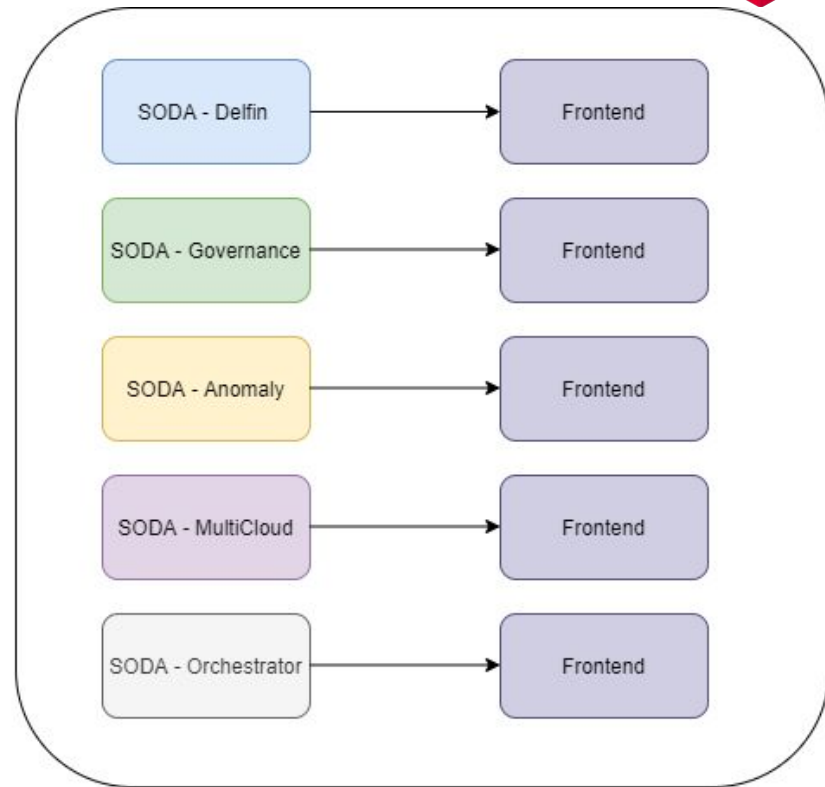 SODA - Delfin
Frontend
SODA - Governance
Frontend
SODA - Anomaly
Frontend
SODA - MultiCloud
Frontend
SODA - Orchestrator
Frontend